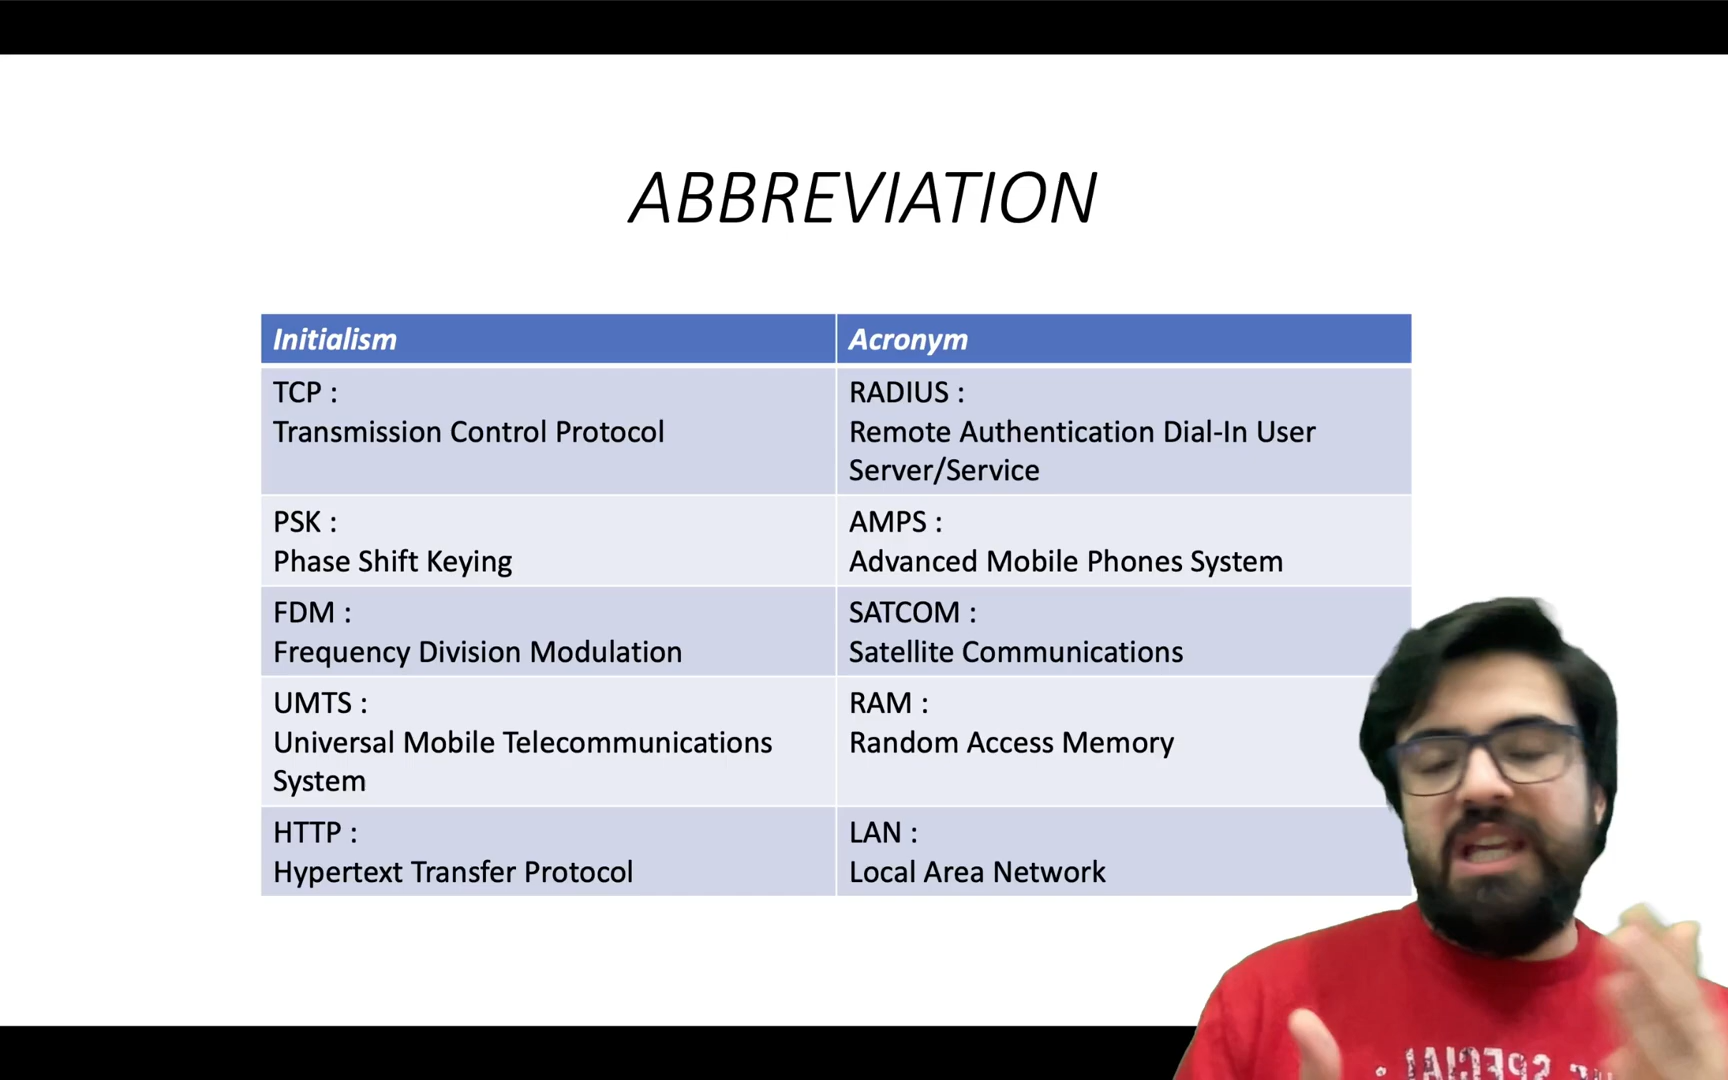 ABBREVIATION
Initialism
Acronym
TCP :
Transmission Control Protocol
RADIUS :
Remote Authentication Dial-In User
Server/Service
PSK :
Phase Shift Keying
AMPS :
Advanced Mobile Phones System
FDM :
Frequency Division Modulation
SATCOM :
Satellite Communications
UMTS :
Universal Mobile Telecommunications
System
RAM :
Random Access Memory
HTTP :
Hypertext Transfer Protocol
LAN :
Local Area Network
SPECIAL